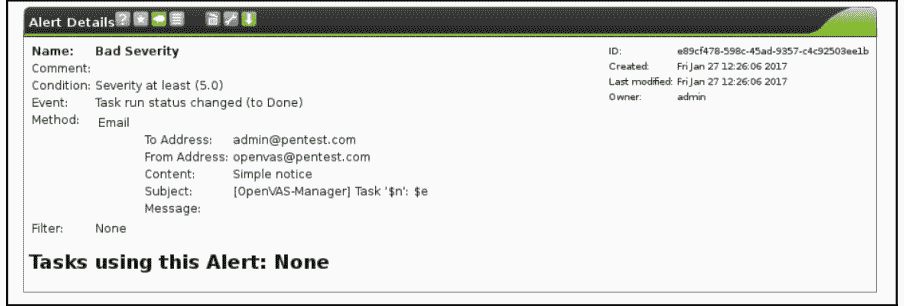 Alert Details
Name: Bad Severity
ID: e89cf478-598c-45ad-9357-c4c92503ee1b
Comment:
Created: Fri Jan 27 12:26:06 2017
Condition: Severity at least (5.0)
Last modified: Fri Jan 27 12:26:06 2017
Event: Task run status changed (to Done)
Owner: admin
Method: Email
To Address: admin@pentest.com
From Address: openvas@pentest.com
Content: Simple notice
Subject: [OpenVAS-Manager] Task '$n': $e
Message:
Filter: None
Tasks using this Alert: None